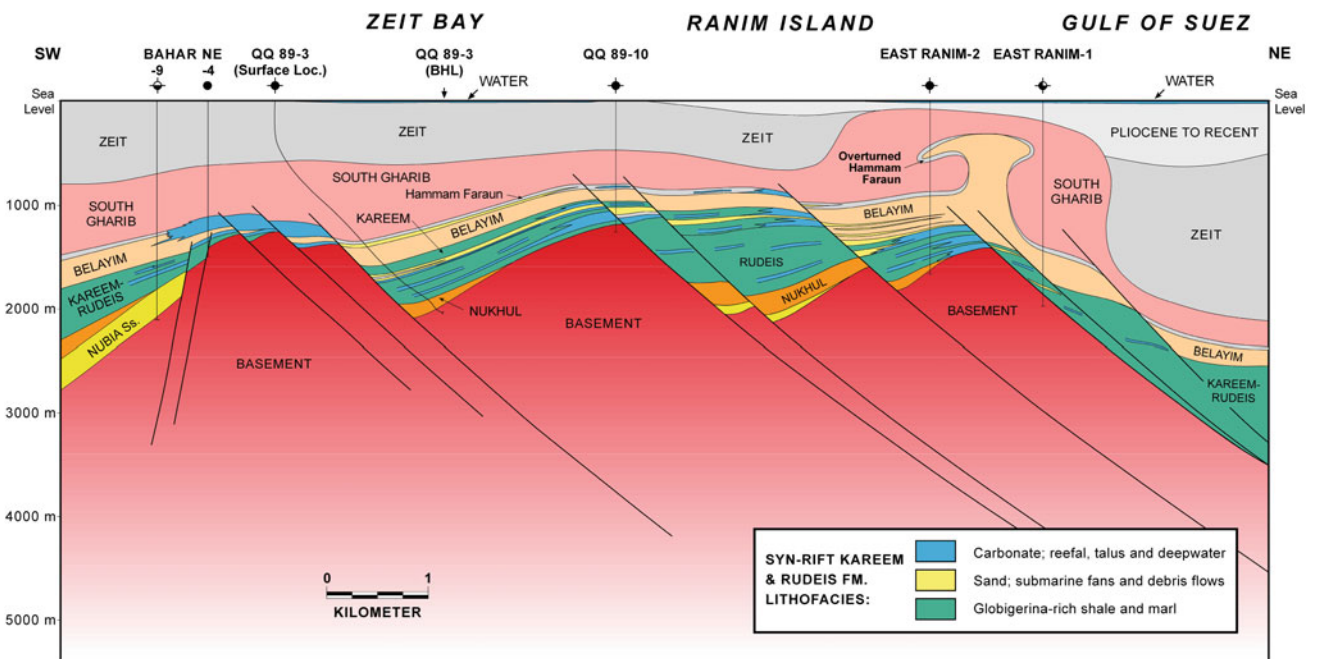 ZEIT BAY
RANIM ISLAND
GULF OF SUEZ
SW
BAHAR NE
-9
-4
QQ 89-3
(Surface Loc.)
QQ 89-3
(BHL)
WATER
QQ 89-10
EAST RANIM-2
EAST RANIM-1
WATER
NE
Sea
Level
Sea
Level
ZEIT
ZEIT
ZEIT
PLIOCENE TO RECENT
Overturned
Hammam
Faraun
SOUTH GHARIB
Hammam Faraun
SOUTH
GHARIB
SOUTH
GHARIB
1000 m
KAREEM
BELAYIM
BELAYIM
ZEIT
BELAYIM
KAREEM-
RUDEIS
RUDEIS
NUKHUL
NUKHUL
2000 m
NUBIA Ss.
BASEMENT
BASEMENT
BASEMENT
BELAYIM
KAREEM-
RUDEIS
3000 m
4000 m
5000 m
0 1
KILOMETER
SYN-RIFT KAREEM
& RUDEIS FM.
LITHOFACIES:
Carbonate; reefal, talus and deepwater
Sand; submarine fans and debris flows
Globigerina-rich shale and marl